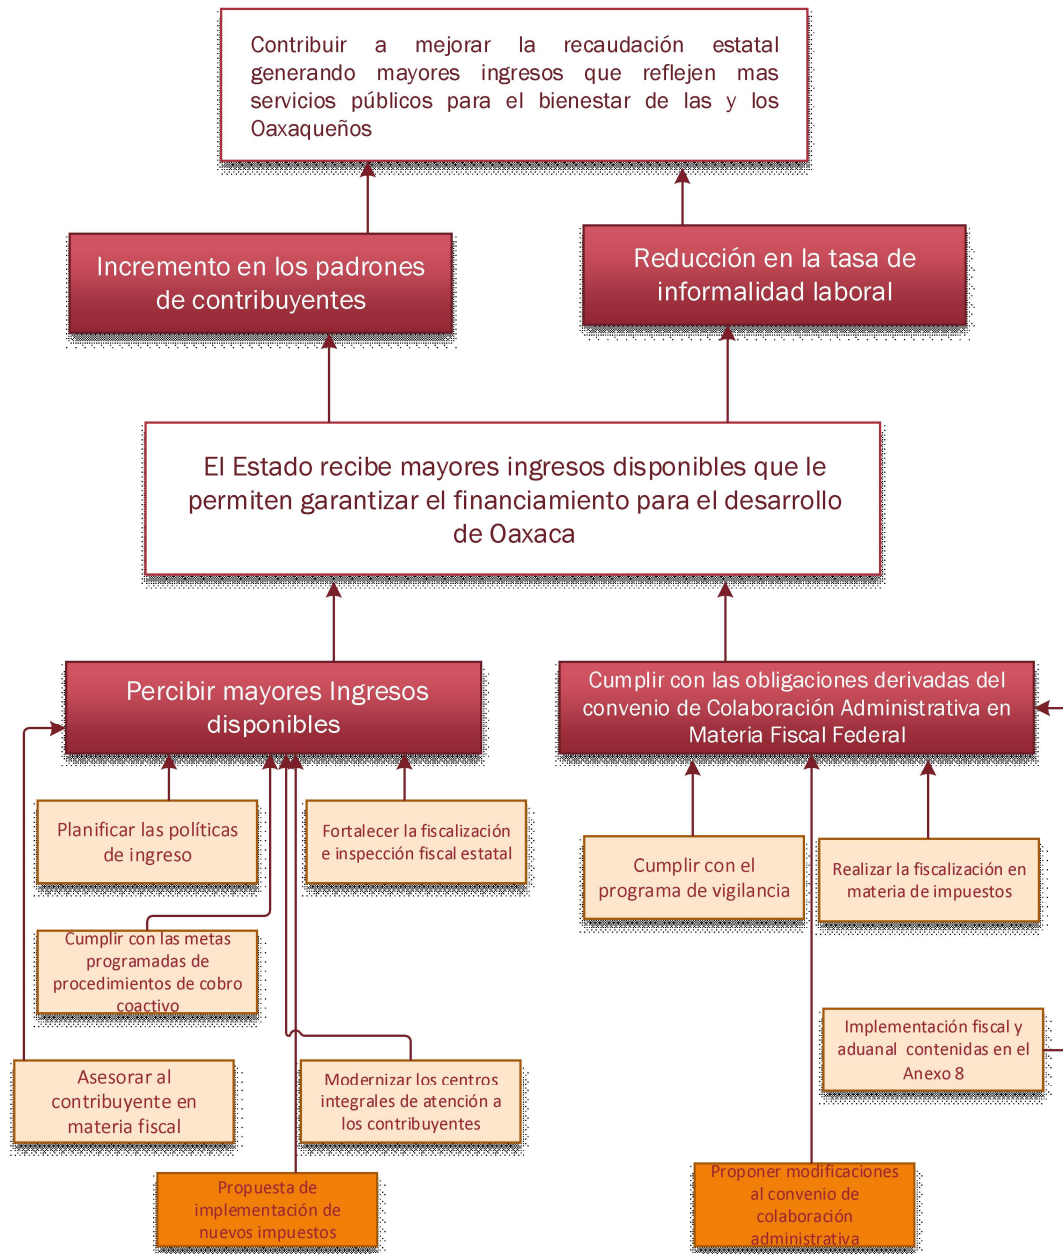 Contribuir a mejorar la recaudación estatal
generando mayores ingresos que reflejen mas
servicios públicos para el bienestar de las y los
Oaxaqueños
Incremento en los padrones
de contribuyentes
Reducción en la tasa de
informalidad laboral
El Estado recibe mayores ingresos disponibles que le
permiten garantizar el financiamiento para el desarrollo
de Oaxaca
Percibir mayores Ingresos
disponibles
Cumplir con las obligaciones derivadas del
convenio de Colaboración Administrativa en
Materia Fiscal Federal
Planificar las políticas
de ingreso
Fortalecer la fiscalización
e inspección fiscal estatal
Cumplir con el
programa de vigilancia
Realizar la fiscalización en
materia de impuestos
Cumplir con las metas
programadas de
procedimientos de cobro
coactivo
Implementación fiscal y
aduanal contenidas en el
Anexo 8
Asesorar al
contribuyente en
materia fiscal
Modernizar los centros
integrales de atención a
los contribuyentes
Propuesta de
implementación de
nuevos impuestos
Proponer modificaciones
al convenio de
colaboración
administrativa